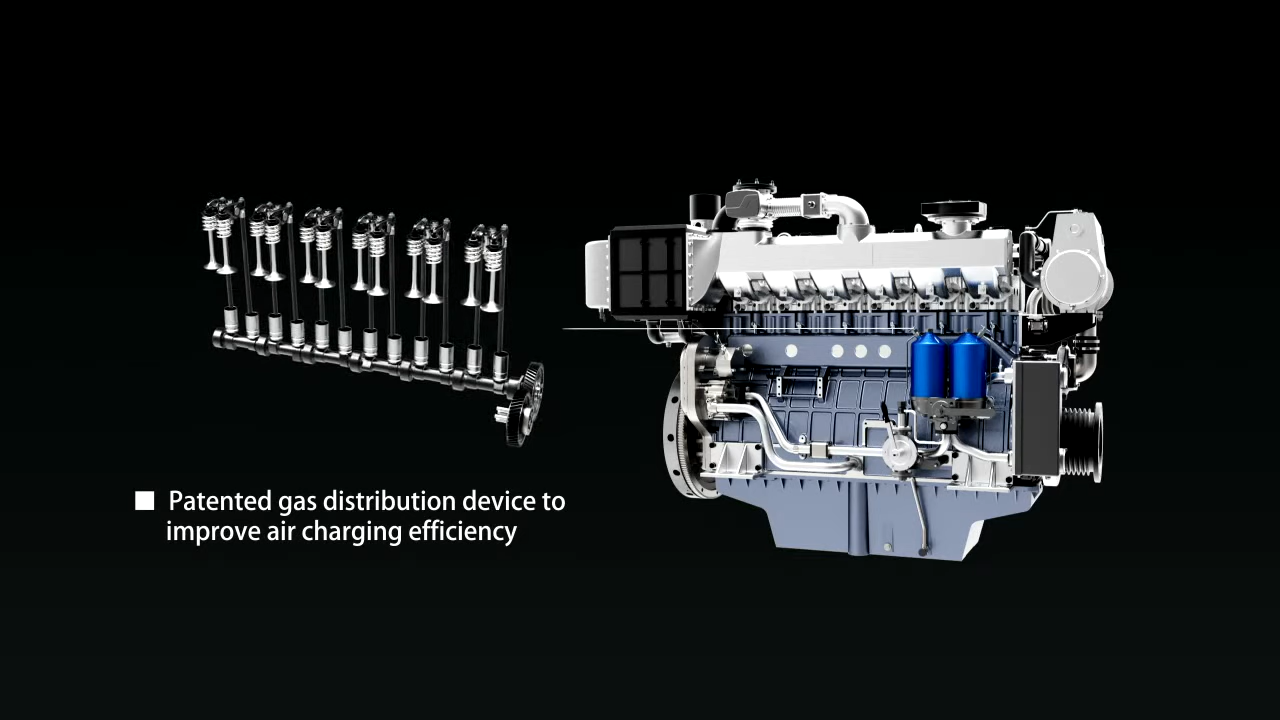 ■ Patented gas distribution device to
improve air charging efficiency